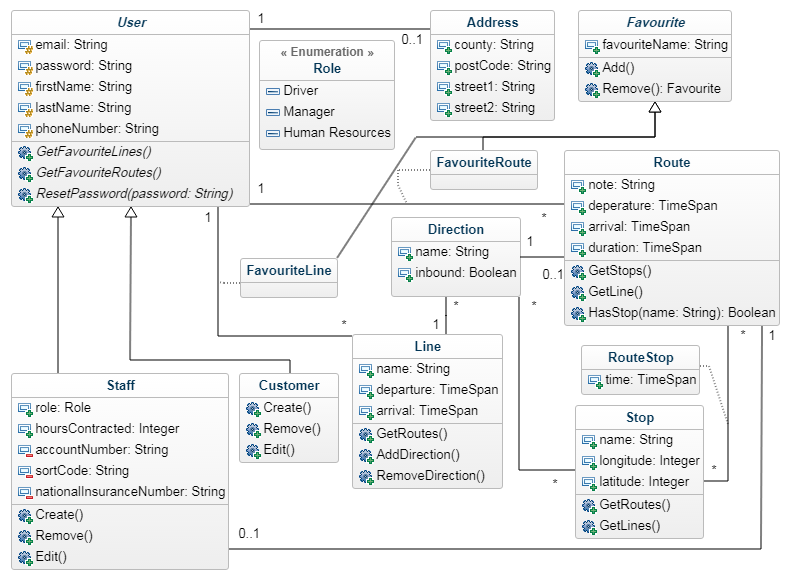 User
email: String
password: String
firstName: String
lastName: String
phoneNumber: String
GetFavouriteLines()
GetFavouriteRoutes()
ResetPassword(password: String)
1
0..1
Address
county: String
postCode: String
street1: String
street2: String
« Enumeration »
Role
Driver
Manager
Human Resources
Favourite
favouriteName: String
Add()
Remove(): Favourite
FavouriteRoute
Route
note: String
deperature: TimeSpan
arrival: TimeSpan
duration: TimeSpan
GetStops()
GetLine()
HasStop(name: String): Boolean
1
*
1
Direction
name: String
inbound: Boolean
1
0..1
FavouriteLine
*
1
*
*
Line
name: String
departure: TimeSpan
arrival: TimeSpan
GetRoutes()
AddDirection()
RemoveDirection()
*
1
RouteStop
time: TimeSpan
Stop
name: String
longitude: Integer
latitude: Integer
GetRoutes()
GetLines()
*
*
Staff
role: Role
hoursContracted: Integer
accountNumber: String
sortCode: String
nationalInsuranceNumber: String
Create()
Remove()
Edit()
0..1
Customer
Create()
Remove()
Edit()